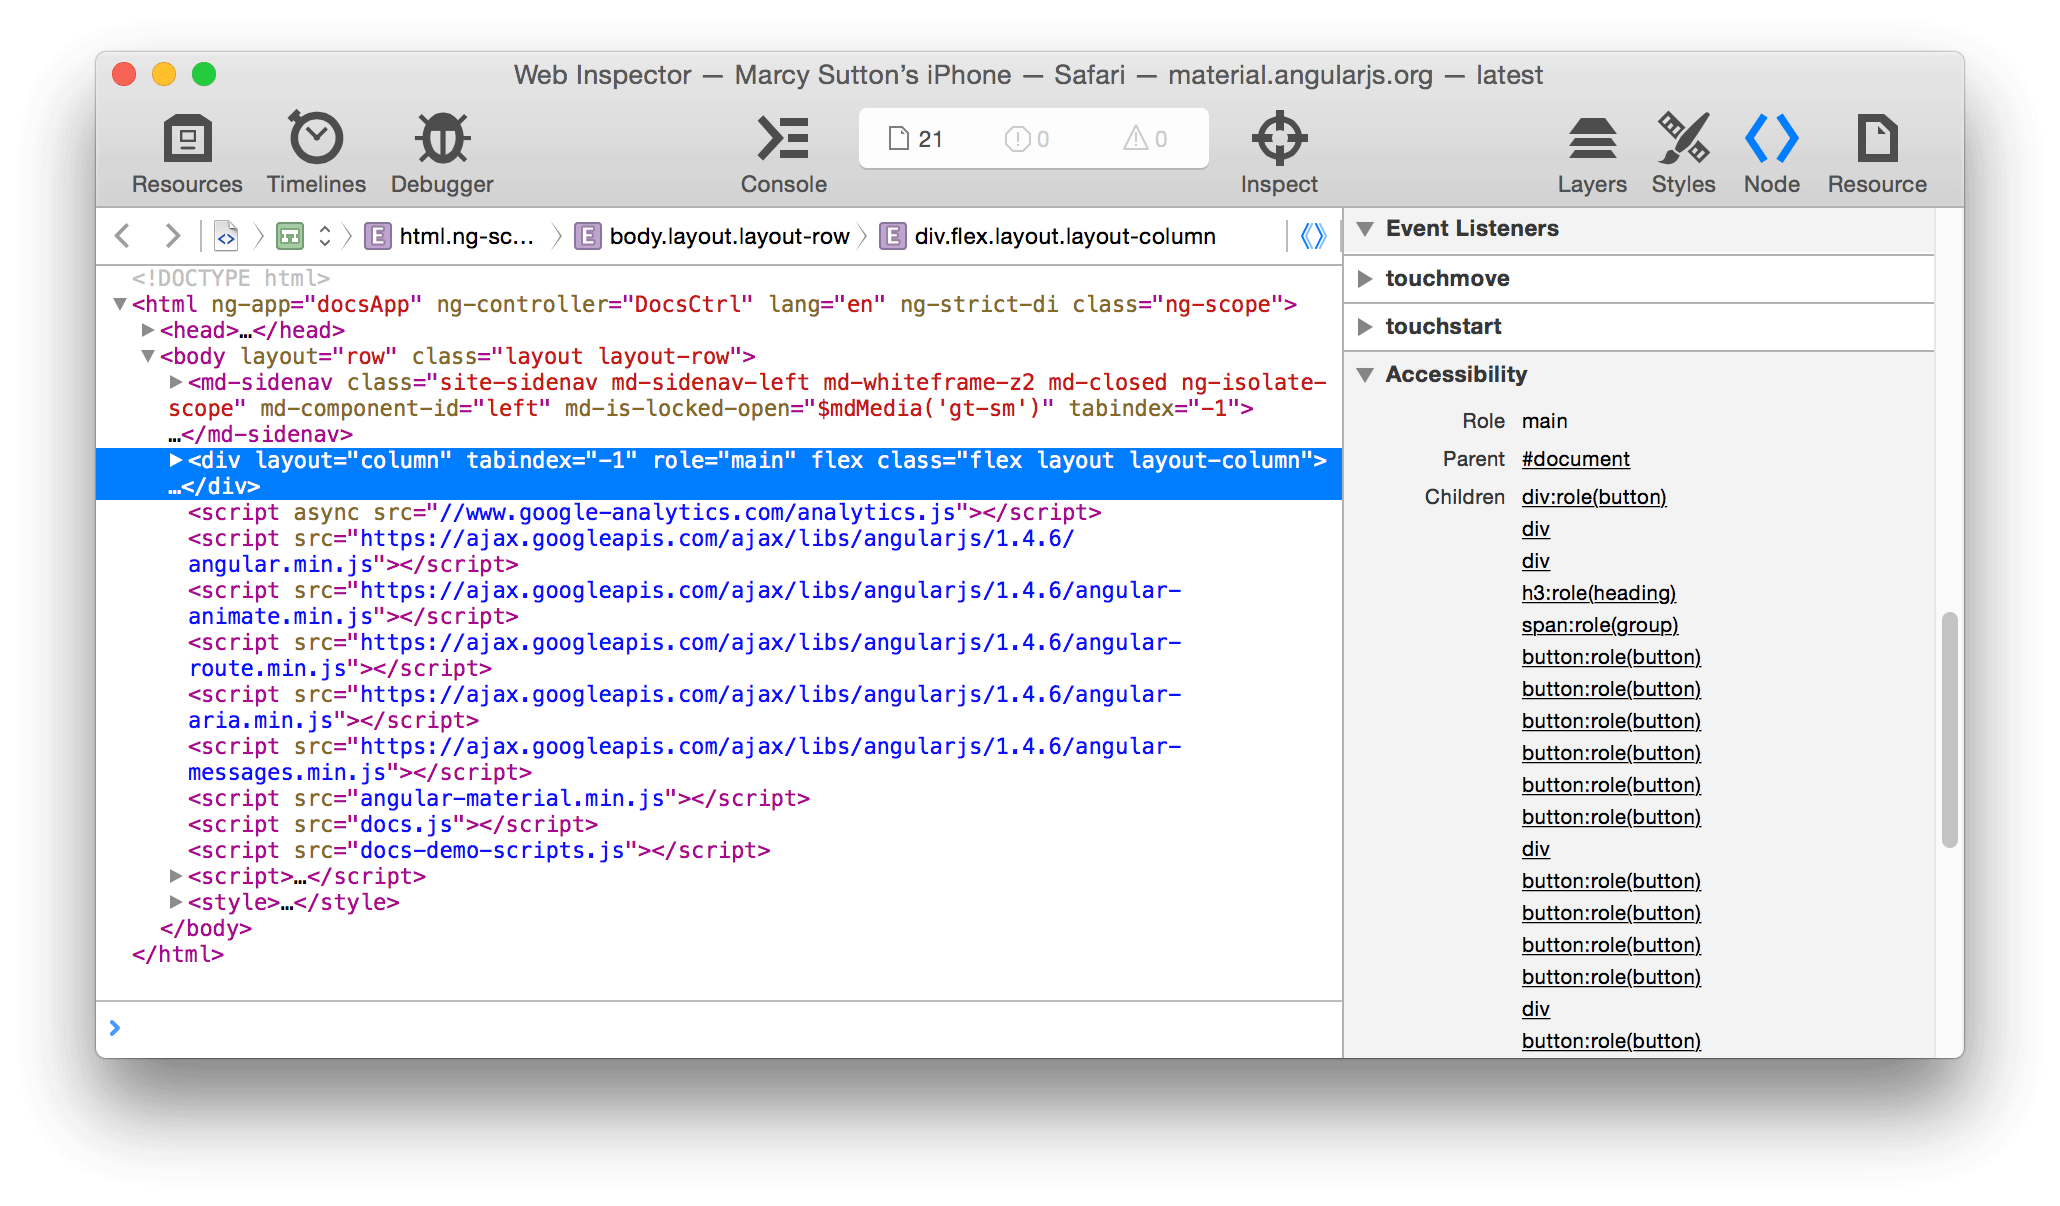 Web Inspector — Marcy Sutton’s iPhone — Safari — material.angularjs.org — latest
Resources
Timelines
Debugger
Console
21
0
0
Inspect
Layers
Styles
Node
Resource
E html.ng-sc...
E body.layout.layout-row
E div.flex.layout.layout-column
<!DOCTYPE html>
<html ng-app="docsApp" ng-controller="DocsCtrl" lang="en" ng-strict-di class="ng-scope">
<head>…</head>
<body layout="row" class="layout layout-row">
<md-sidenav class="site-sidenav md-sidenav-left md-whiteframe-z2 md-closed ng-isolate-
scope" md-component-id="left" md-is-locked-open="$mdMedia('gt-sm')" tabindex="-1">
…</md-sidenav>
<div layout="column" tabindex="-1" role="main" flex class="flex layout layout-column">
…</div>
<script async src="//www.google-analytics.com/analytics.js"></script>
<script src="https://ajax.googleapis.com/ajax/libs/angularjs/1.4.6/
angular.min.js"></script>
<script src="https://ajax.googleapis.com/ajax/libs/angularjs/1.4.6/angular-
animate.min.js"></script>
<script src="https://ajax.googleapis.com/ajax/libs/angularjs/1.4.6/angular-
route.min.js"></script>
<script src="https://ajax.googleapis.com/ajax/libs/angularjs/1.4.6/angular-
aria.min.js"></script>
<script src="https://ajax.googleapis.com/ajax/libs/angularjs/1.4.6/angular-
messages.min.js"></script>
<script src="angular-material.min.js"></script>
<script src="docs.js"></script>
<script src="docs-demo-scripts.js"></script>
<script>…</script>
<style>…</style>
</body>
</html>
Event Listeners
touchmove
touchstart
Accessibility
Role main
Parent #document
Children div:role(button)
div
div
h3:role(heading)
span:role(group)
button:role(button)
button:role(button)
button:role(button)
button:role(button)
button:role(button)
button:role(button)
div
button:role(button)
button:role(button)
button:role(button)
button:role(button)
div
button:role(button)